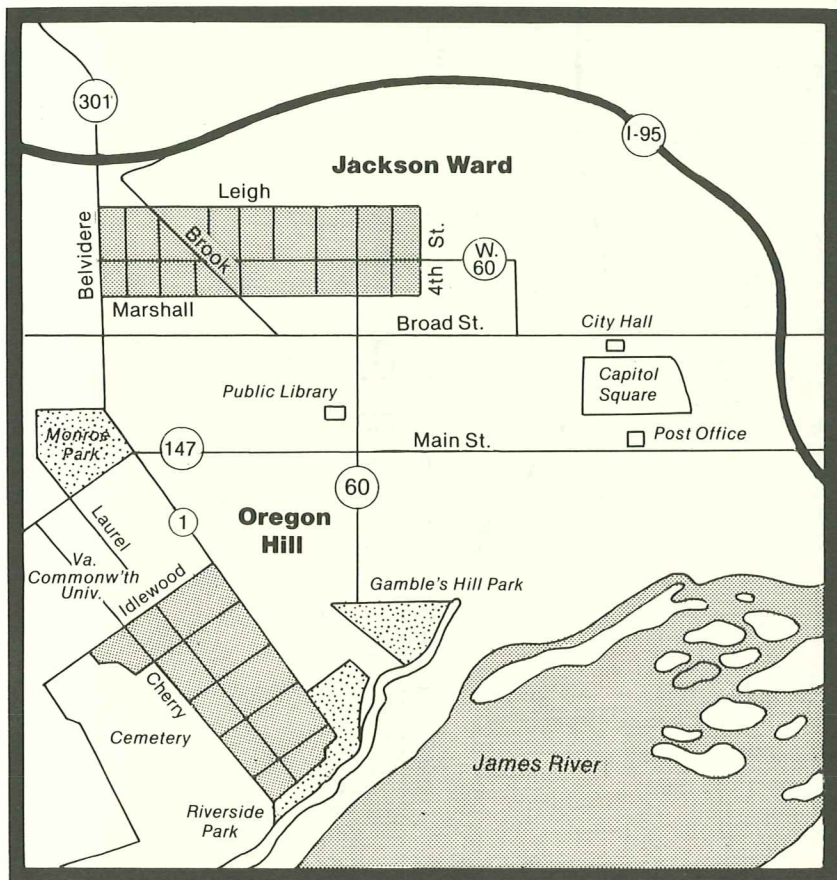 301
I-95
Jackson Ward
Leigh
Belvidere
Brook
4th St.
W.
60
Marshall
Broad St.
City Hall
Capitol
Square
Public Library
Post Office
Monroe
Park
147
Main St.
60
Laurel
1
Oregon
Hill
Va.
Commonw'th
Univ.
Idlewood
Gamble's Hill Park
Cherry
Cemetery
James River
Riverside
Park